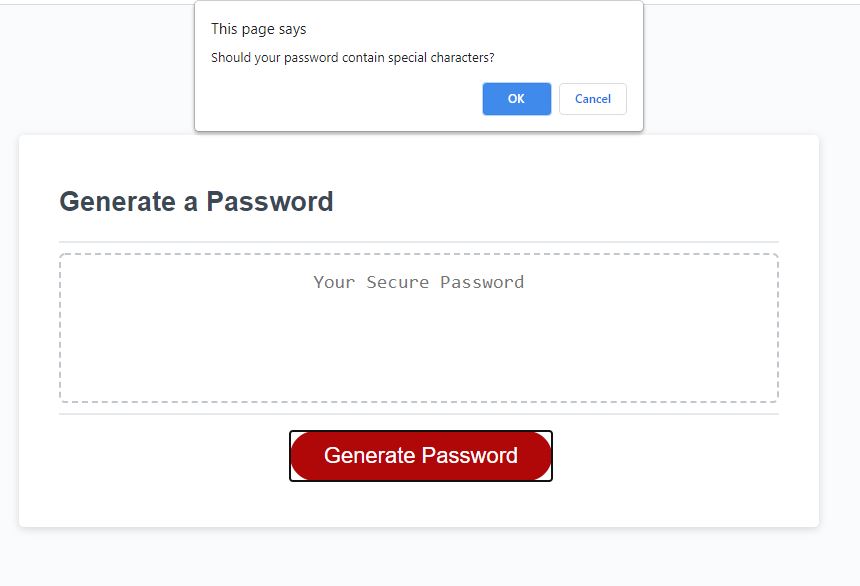 This page says
Should your password contain special characters?
OK
Cancel
Generate a Password
Your Secure Password
Generate Password